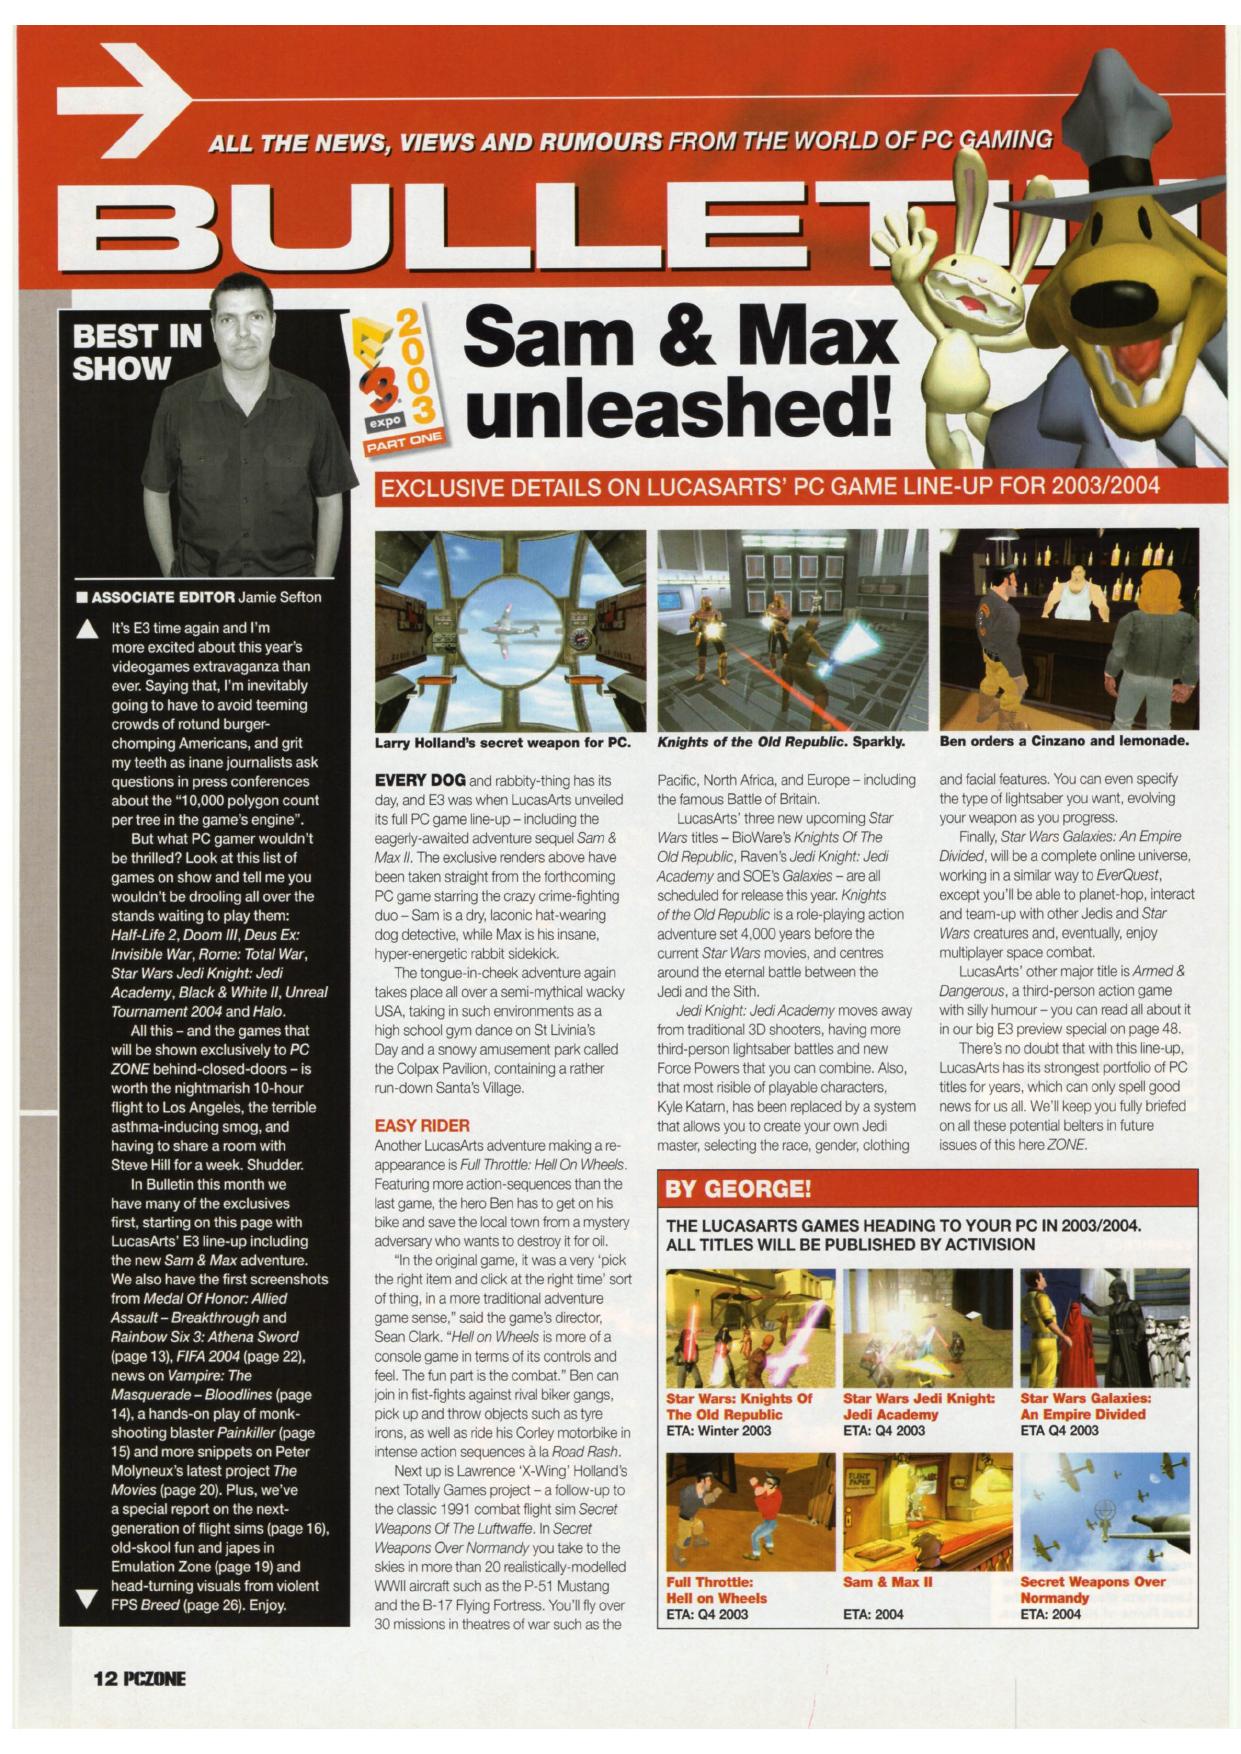 ALL THE NEWS, VIEWS AND RUMOURS FROM THE WORLD OF PC GAMING
BULLETIN
BEST IN
SHOW
■ ASSOCIATE EDITOR Jamie Sefton
It's E3 time again and I'm
more excited about this year's
videogames extravaganza than
ever. Saying that, I'm inevitably
going to have to avoid teeming
crowds of rotund burger-
chomping Americans, and grit
my teeth as inane journalists ask
questions in press conferences
about the "10,000 polygon count
per tree in the game's engine".
But what PC gamer wouldn't
be thrilled? Look at this list of
games on show and tell me you
wouldn't be drooling all over the
stands waiting to play them:
Half-Life 2, Doom III, Deus Ex:
Invisible War, Rome: Total War,
Star Wars Jedi Knight: Jedi
Academy, Black & White II, Unreal
Tournament 2004 and Halo.
All this – and the games that
will be shown exclusively to PC
ZONE behind-closed-doors – is
worth the nightmarish 10-hour
flight to Los Angeles, the terrible
asthma-inducing smog, and
having to share a room with
Steve Hill for a week. Shudder.
In Bulletin this month we
have many of the exclusives
first, starting on this page with
LucasArts' E3 line-up including
the new Sam & Max adventure.
We also have the first screenshots
from Medal Of Honor: Allied
Assault – Breakthrough and
Rainbow Six 3: Athena Sword
(page 13), FIFA 2004 (page 22),
news on Vampire: The
Masquerade – Bloodlines (page
14), a hands-on play of monk-
shooting blaster Painkiller (page
15) and more snippets on Peter
Molyneux's latest project The
Movies (page 20). Plus, we've
a special report on the next-
generation of flight sims (page 16),
old-skool fun and japes in
Emulation Zone (page 19) and
head-turning visuals from violent
FPS Breed (page 26). Enjoy.
E3 expo
2003
PART ONE
Sam & Max
unleashed!
EXCLUSIVE DETAILS ON LUCASARTS' PC GAME LINE-UP FOR 2003/2004
Larry Holland's secret weapon for PC.
Knights of the Old Republic. Sparkly.
Ben orders a Cinzano and lemonade.
EVERY DOG and rabbity-thing has its
day, and E3 was when LucasArts unveiled
its full PC game line-up – including the
eagerly-awaited adventure sequel Sam &
Max II. The exclusive renders above have
been taken straight from the forthcoming
PC game starring the crazy crime-fighting
duo – Sam is a dry, laconic hat-wearing
dog detective, while Max is his insane,
hyper-energetic rabbit sidekick.
The tongue-in-cheek adventure again
takes place all over a semi-mythical wacky
USA, taking in such environments as a
high school gym dance on St Livinia's
Day and a snowy amusement park called
the Colpax Pavilion, containing a rather
run-down Santa's Village.
EASY RIDER
Another LucasArts adventure making a re-
appearance is Full Throttle: Hell On Wheels.
Featuring more action-sequences than the
last game, the hero Ben has to get on his
bike and save the local town from a mystery
adversary who wants to destroy it for oil.
"In the original game, it was a very 'pick
the right item and click at the right time' sort
of thing, in a more traditional adventure
game sense," said the game's director,
Sean Clark. "Hell on Wheels is more of a
console game in terms of its controls and
feel. The fun part is the combat." Ben can
join in fist-fights against rival biker gangs,
pick up and throw objects such as tyre
irons, as well as ride his Corley motorbike in
intense action sequences à la Road Rash.
Next up is Lawrence 'X-Wing' Holland's
next Totally Games project – a follow-up to
the classic 1991 combat flight sim Secret
Weapons Of The Luftwaffe. In Secret
Weapons Over Normandy you take to the
skies in more than 20 realistically-modelled
WWII aircraft such as the P-51 Mustang
and the B-17 Flying Fortress. You'll fly over
30 missions in theatres of war such as the
Pacific, North Africa, and Europe – including
the famous Battle of Britain.
LucasArts' three new upcoming Star
Wars titles – BioWare's Knights Of The
Old Republic, Raven's Jedi Knight: Jedi
Academy and SOE's Galaxies – are all
scheduled for release this year. Knights
of the Old Republic is a role-playing action
adventure set 4,000 years before the
current Star Wars movies, and centres
around the eternal battle between the
Jedi and the Sith.
Jedi Knight: Jedi Academy moves away
from traditional 3D shooters, having more
third-person lightsaber battles and new
Force Powers that you can combine. Also,
that most risible of playable characters,
Kyle Katarn, has been replaced by a system
that allows you to create your own Jedi
master, selecting the race, gender, clothing
and facial features. You can even specify
the type of lightsaber you want, evolving
your weapon as you progress.
Finally, Star Wars Galaxies: An Empire
Divided, will be a complete online universe,
working in a similar way to EverQuest,
except you'll be able to planet-hop, interact
and team-up with other Jedis and Star
Wars creatures and, eventually, enjoy
multiplayer space combat.
LucasArts' other major title is Armed &
Dangerous, a third-person action game
with silly humour – you can read all about it
in our big E3 preview special on page 48.
There's no doubt that with this line-up,
LucasArts has its strongest portfolio of PC
titles for years, which can only spell good
news for us all. We'll keep you fully briefed
on all these potential belters in future
issues of this here ZONE.
BY GEORGE!
THE LUCASARTS GAMES HEADING TO YOUR PC IN 2003/2004.
ALL TITLES WILL BE PUBLISHED BY ACTIVISION
Star Wars: Knights Of
The Old Republic
ETA: Winter 2003
Star Wars Jedi Knight:
Jedi Academy
ETA: Q4 2003
Star Wars Galaxies:
An Empire Divided
ETA Q4 2003
Full Throttle:
Hell on Wheels
ETA: Q4 2003
Sam & Max II
ETA: 2004
Secret Weapons Over
Normandy
ETA: 2004
12 PCZONE